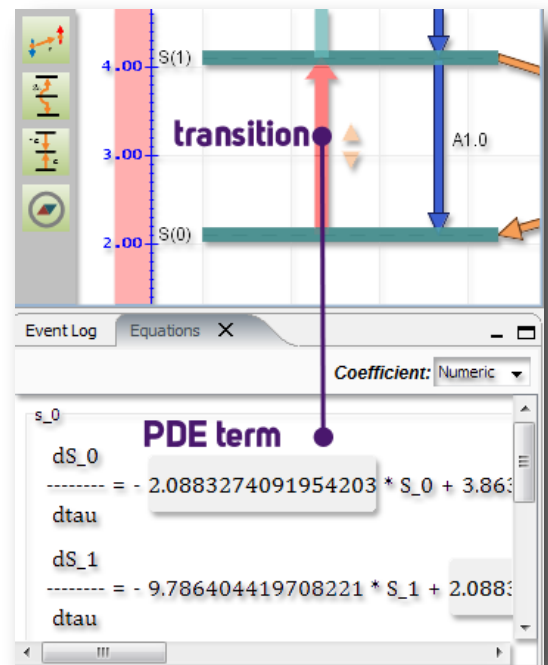 4.00
S(1)
transition
3.00
A1.0
S(0)
2.00
Event Log
Equations X
Coefficient: Numeric
s_0
PDE term
dS_0
-------- = - 2.0883274091954203 * S_0 + 3.863
dtau
dS_1
-------- = - 9.786404419708221 * S_1 + 2.0883
dtau